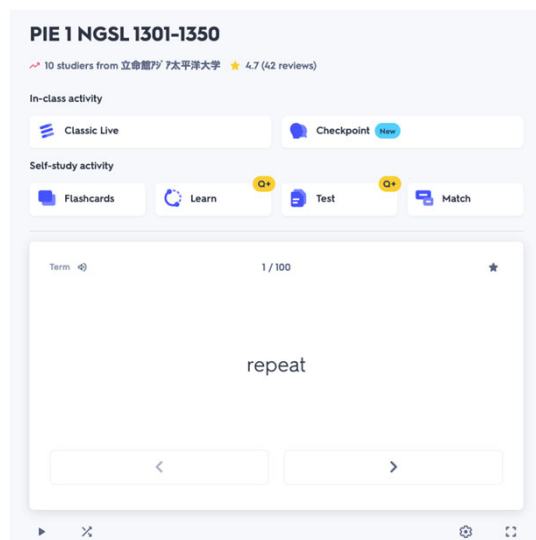 PIE 1 NGSL 1301-1350
10 studiers from 立命館ｱｼﾞｱ太平洋大学 4.7 (42 reviews)
In-class activity
Classic Live
Checkpoint New
Self-study activity
Flashcards
Learn Q+
Test Q+
Match
Term 1 / 100
repeat